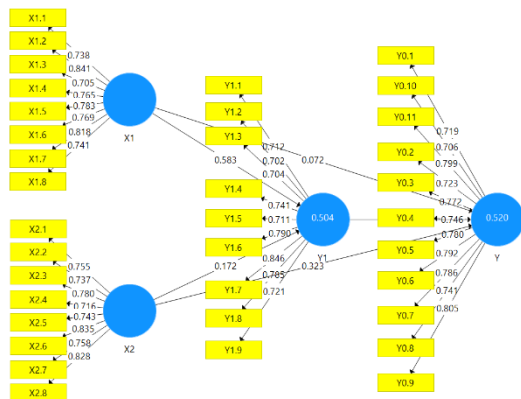 X1.1
X1.2
X1.3
X1.4
X1.5
X1.6
X1.7
X1.8
0.738
0.841
0.705
0.765
0.783
0.769
0.818
0.741
X1
X2.1
X2.2
X2.3
X2.4
X2.5
X2.6
X2.7
X2.8
0.755
0.737
0.780
0.716
0.743
0.835
0.758
0.828
X2
0.583
0.172
0.072
0.323
Y1.1
Y1.2
Y1.3
Y1.4
Y1.5
Y1.6
Y1.7
Y1.8
Y1.9
0.712
0.702
0.704
0.741
0.711
0.790
0.846
0.785
0.721
0.504
Y1
Y0.1
Y0.10
Y0.11
Y0.2
Y0.3
Y0.4
Y0.5
Y0.6
Y0.7
Y0.8
Y0.9
0.719
0.706
0.799
0.723
0.772
0.746
0.780
0.792
0.786
0.741
0.805
0.520
Y